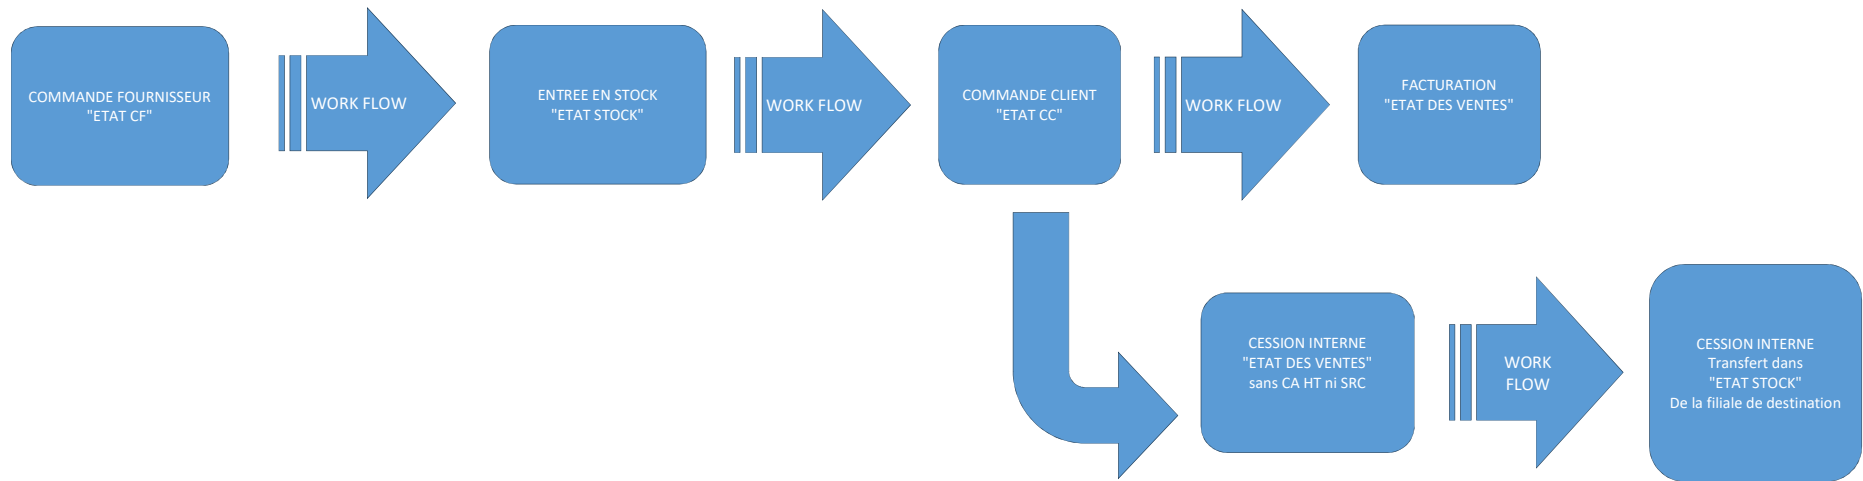 COMMANDE FOURNISSEUR
"ETAT CF"
WORK FLOW
ENTREE EN STOCK
"ETAT STOCK"
WORK FLOW
COMMANDE CLIENT
"ETAT CC"
WORK FLOW
FACTURATION
"ETAT DES VENTES"
CESSION INTERNE
"ETAT DES VENTES"
sans CA HT ni SRC
WORK
FLOW
CESSION INTERNE
Transfert dans
"ETAT STOCK"
De la filiale de destination